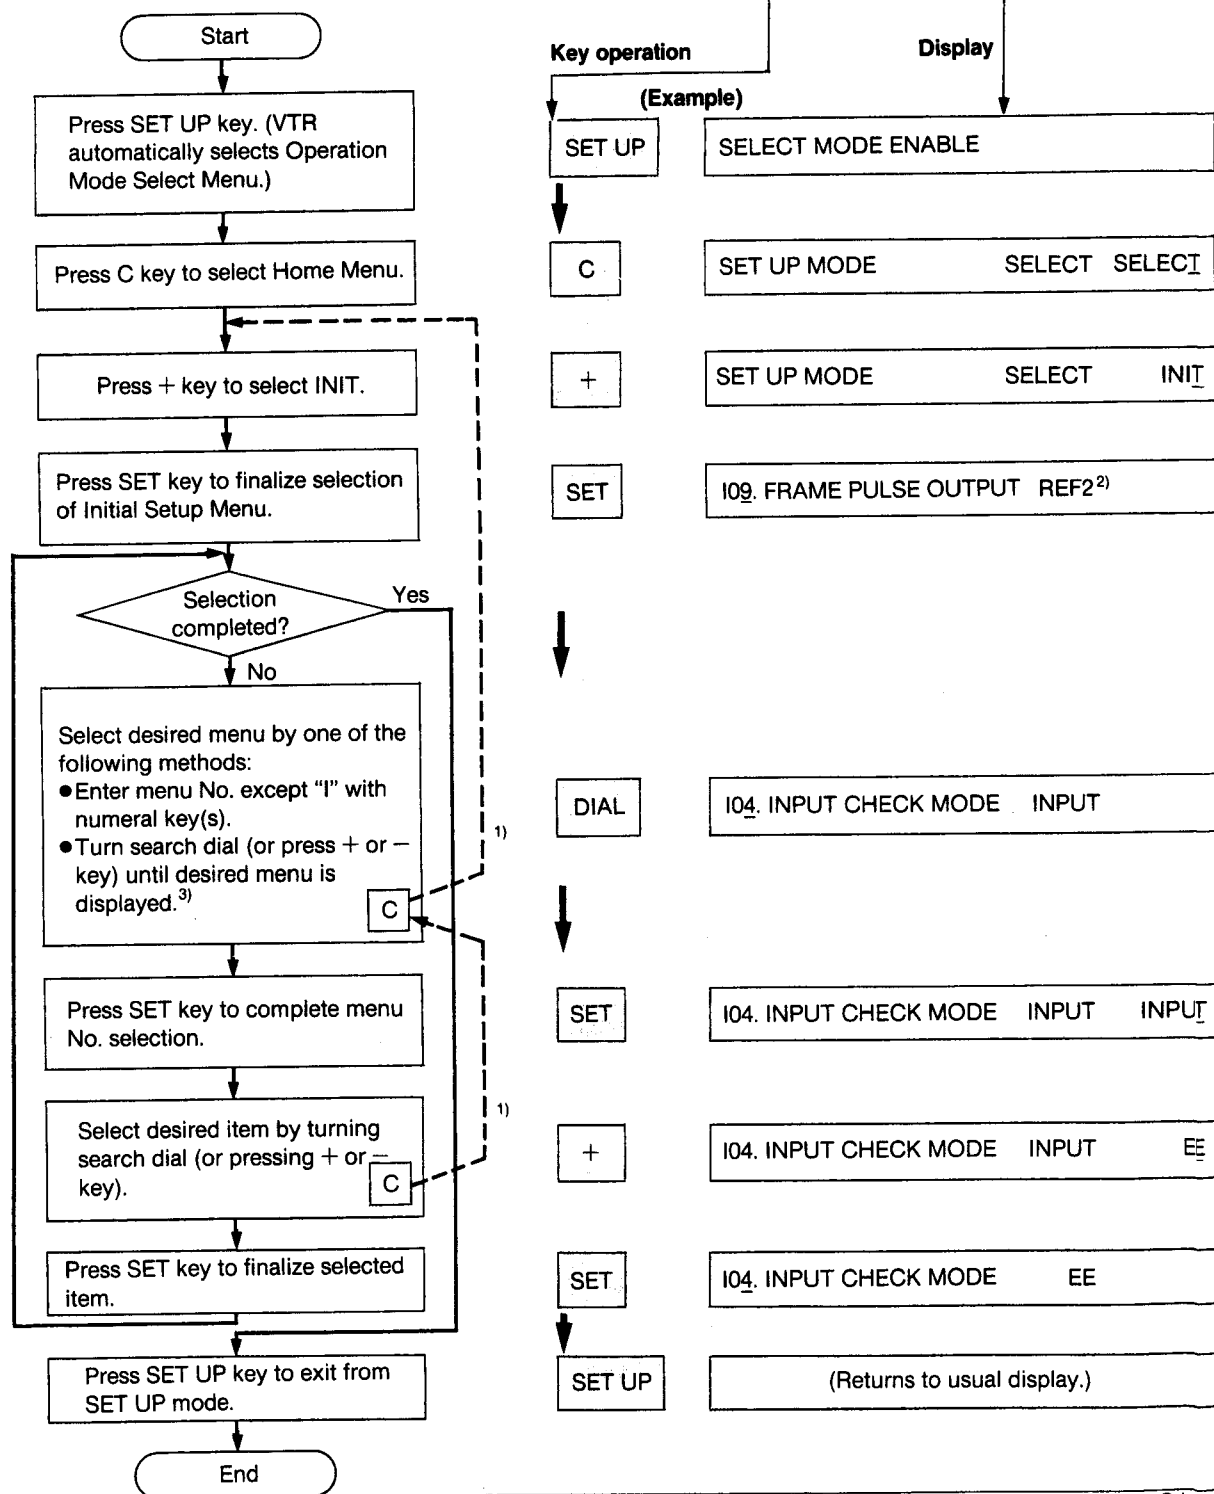 Start
Press SET UP key. (VTR
automatically selects Operation
Mode Select Menu.)
Press C key to select Home Menu.
Press + key to select INIT.
Press SET key to finalize selection
of Initial Setup Menu.
Selection
completed?
Yes
No
Select desired menu by one of the
following methods:
●Enter menu No. except “I” with
numeral key(s).
●Turn search dial (or press + or −
key) until desired menu is
displayed.3)
C
1)
Press SET key to complete menu
No. selection.
Select desired item by turning
search dial (or pressing + or −
key).
C
1)
Press SET key to finalize selected
item.
Press SET UP key to exit from
SET UP mode.
End
Key operation
Display
(Example)
SET UP
SELECT MODE ENABLE
C
SET UP MODE SELECT SELECT
+
SET UP MODE SELECT INIT
SET
I09. FRAME PULSE OUTPUT REF2 2)
DIAL
I04. INPUT CHECK MODE INPUT
SET
I04. INPUT CHECK MODE INPUT INPUT
+
I04. INPUT CHECK MODE INPUT EE
SET
I04. INPUT CHECK MODE EE
SET UP
(Returns to usual display.)